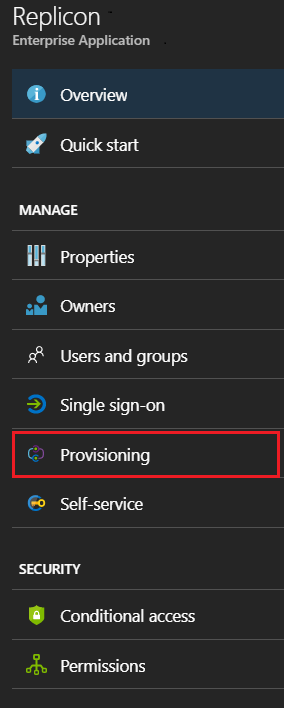 Replicon
Enterprise Application
Overview
Quick start
MANAGE
Properties
Owners
Users and groups
Single sign-on
Provisioning
Self-service
SECURITY
Conditional access
Permissions